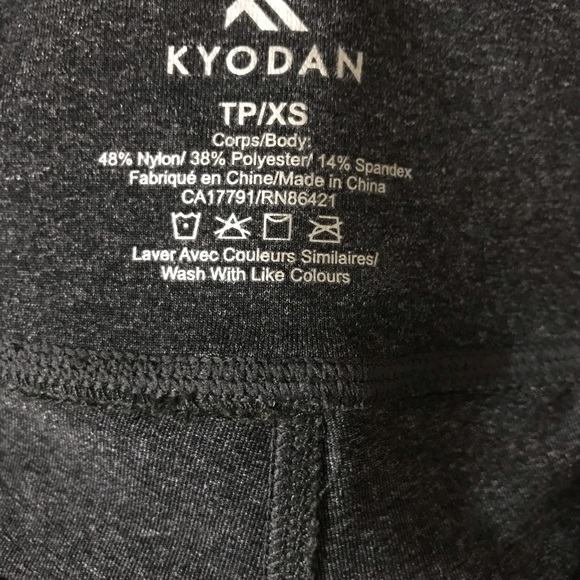 KYODAN
TP/XS
Corps/Body:
48% Nylon/ 38% Polyester/ 14% Spandex
Fabriqué en Chine/Made in China
CA17791/RN86421
Laver Avec Couleurs Similaires/
Wash With Like Colours